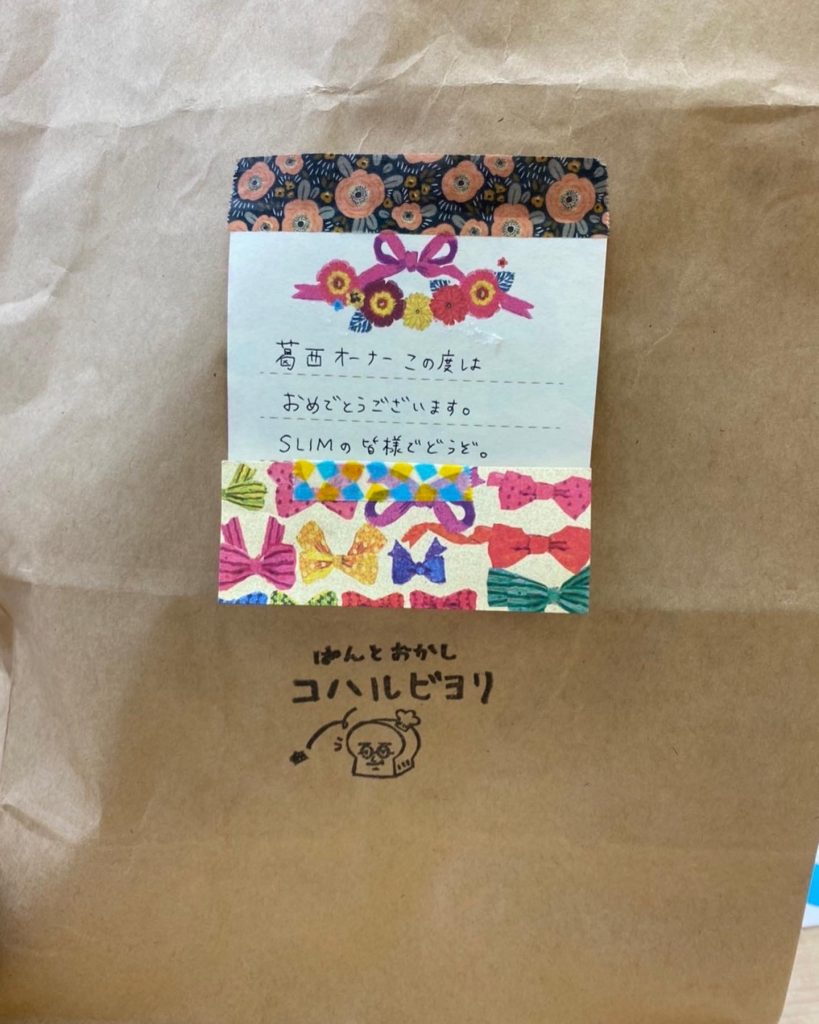 葛西オーナー この度は
おめでとうございます。
SLIMの皆様でどうぞ。
ぱんとおかし
コハルビヨリ